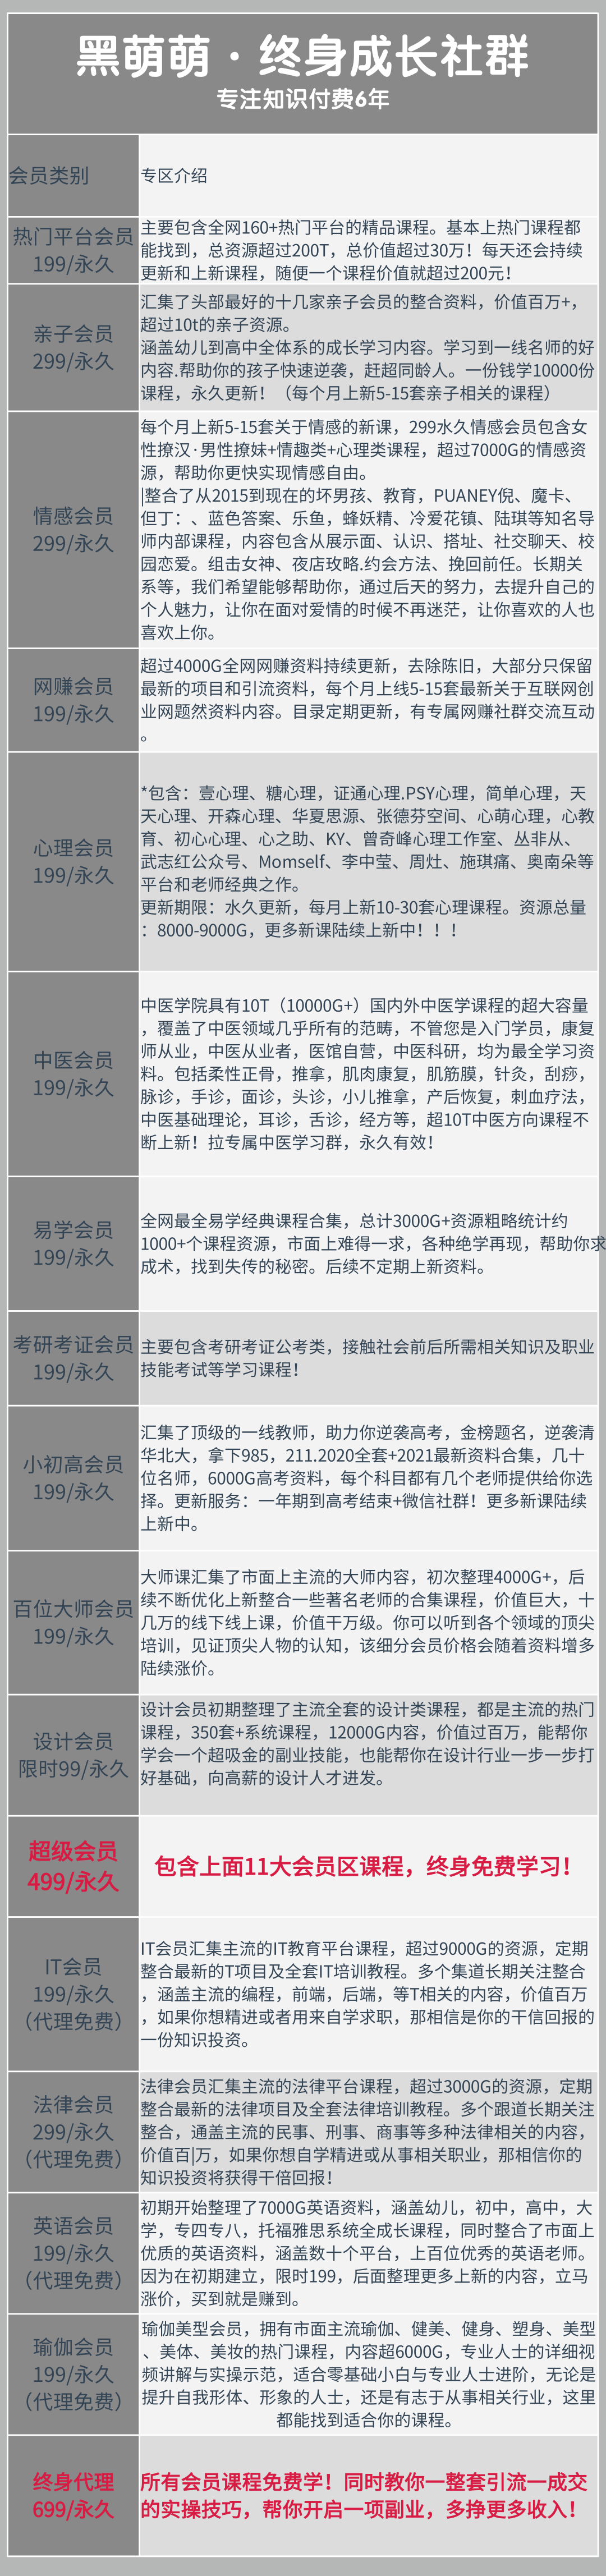 黑萌萌·终身成长社群
专注知识付费6年
会员类别
专区介绍
热门平台会员
199/永久
主要包含全网160+热门平台的精品课程。基本上热门课程都
能找到，总资源超过200T，总价值超过30万！每天还会持续
更新和上新课程，随便一个课程价值就超过200元！
亲子会员
299/永久
汇集了头部最好的十几家亲子会员的整合资料，价值百万+，
超过10t的亲子资源。
涵盖幼儿到高中全体系的成长学习内容。学习到一线名师的好
内容.帮助你的孩子快速逆袭，赶超同龄人。一份钱学10000份
课程，永久更新！（每个月上新5-15套亲子相关的课程）
情感会员
299/永久
每个月上新5-15套关于情感的新课，299水久情感会员包含女
性撩汉·男性撩妹+情趣类+心理类课程，超过7000G的情感资
源，帮助你更快实现情感自由。
|整合了从2015到现在的坏男孩、教育，PUANEY倪、魔卡、
但丁：、蓝色答案、乐鱼，蜂妖精、冷爱花镇、陆琪等知名导
师内部课程，内容包含从展示面、认识、搭址、社交聊天、校
园恋爱。组击女神、夜店攻略.约会方法、挽回前任。长期关
系等，我们希望能够帮助你，通过后天的努力，去提升自己的
个人魅力，让你在面对爱情的时候不再迷茫，让你喜欢的人也
喜欢上你。
网赚会员
199/永久
超过4000G全网网赚资料持续更新，去除陈旧，大部分只保留
最新的项目和引流资料，每个月上线5-15套最新关于互联网创
业网题然资料内容。目录定期更新，有专属网赚社群交流互动
。
心理会员
199/永久
*包含：壹心理、糖心理，证通心理.PSY心理，简单心理，天
天心理、开森心理、华夏思源、张德芬空间、心萌心理，心教
育、初心心理、心之助、KY、曾奇峰心理工作室、丛非从、
武志红公众号、Momself、李中莹、周灶、施琪痛、奥南朵等
平台和老师经典之作。
更新期限：水久更新，每月上新10-30套心理课程。资源总量
：8000-9000G，更多新课陆续上新中！！！
中医会员
199/永久
中医学院具有10T（10000G+）国内外中医学课程的超大容量
，覆盖了中医领域几乎所有的范畴，不管您是入门学员，康复
师从业，中医从业者，医馆自营，中医科研，均为最全学习资
料。包括柔性正骨，推拿，肌肉康复，肌筋膜，针灸，刮痧，
脉诊，手诊，面诊，头诊，小儿推拿，产后恢复，刺血疗法，
中医基础理论，耳诊，舌诊，经方等，超10T中医方向课程不
断上新！拉专属中医学习群，永久有效！
易学会员
199/永久
全网最全易学经典课程合集，总计3000G+资源粗略统计约
1000+个课程资源，市面上难得一求，各种绝学再现，帮助你求
成术，找到失传的秘密。后续不定期上新资料。
考研考证会员
199/永久
主要包含考研考证公考类，接触社会前后所需相关知识及职业
技能考试等学习课程！
小初高会员
199/永久
汇集了顶级的一线教师，助力你逆袭高考，金榜题名，逆袭清
华北大，拿下985，211.2020全套+2021最新资料合集，几十
位名师，6000G高考资料，每个科目都有几个老师提供给你选
择。更新服务：一年期到高考结束+微信社群！更多新课陆续
上新中。
百位大师会员
199/永久
大师课汇集了市面上主流的大师内容，初次整理4000G+，后
续不断优化上新整合一些著名老师的合集课程，价值巨大，十
几万的线下线上课，价值干万级。你可以听到各个领域的顶尖
培训，见证顶尖人物的认知，该细分会员价格会随着资料增多
陆续涨价。
设计会员
限时99/永久
设计会员初期整理了主流全套的设计类课程，都是主流的热门
课程，350套+系统课程，12000G内容，价值过百万，能帮你
学会一个超吸金的副业技能，也能帮你在设计行业一步一步打
好基础，向高薪的设计人才进发。
超级会员
499/永久
包含上面11大会员区课程，终身免费学习！
IT会员
199/永久
（代理免费）
IT会员汇集主流的IT教育平台课程，超过9000G的资源，定期
整合最新的T项目及全套IT培训教程。多个集道长期关注整合
，涵盖主流的编程，前端，后端，等T相关的内容，价值百万
，如果你想精进或者用来自学求职，那相信是你的干信回报的
一份知识投资。
法律会员
299/永久
（代理免费）
法律会员汇集主流的法律平台课程，超过3000G的资源，定期
整合最新的法律项目及全套法律培训教程。多个跟道长期关注
整合，通盖主流的民事、刑事、商事等多种法律相关的内容，
价值百|万，如果你想自学精进或从事相关职业，那相信你的
知识投资将获得干倍回报！
英语会员
199/永久
（代理免费）
初期开始整理了7000G英语资料，涵盖幼儿，初中，高中，大
学，专四专八，托福雅思系统全成长课程，同时整合了市面上
优质的英语资料，涵盖数十个平台，上百位优秀的英语老师。
因为在初期建立，限时199，后面整理更多上新的内容，立马
涨价，买到就是赚到。
瑜伽会员
199/永久
（代理免费）
瑜伽美型会员，拥有市面主流瑜伽、健美、健身、塑身、美型
、美体、美妆的热门课程，内容超6000G，专业人士的详细视
频讲解与实操示范，适合零基础小白与专业人士进阶，无论是
提升自我形体、形象的人士，还是有志于从事相关行业，这里
都能找到适合你的课程。
终身代理
699/永久
所有会员课程免费学！同时教你一整套引流一成交
的实操技巧，帮你开启一项副业，多挣更多收入！